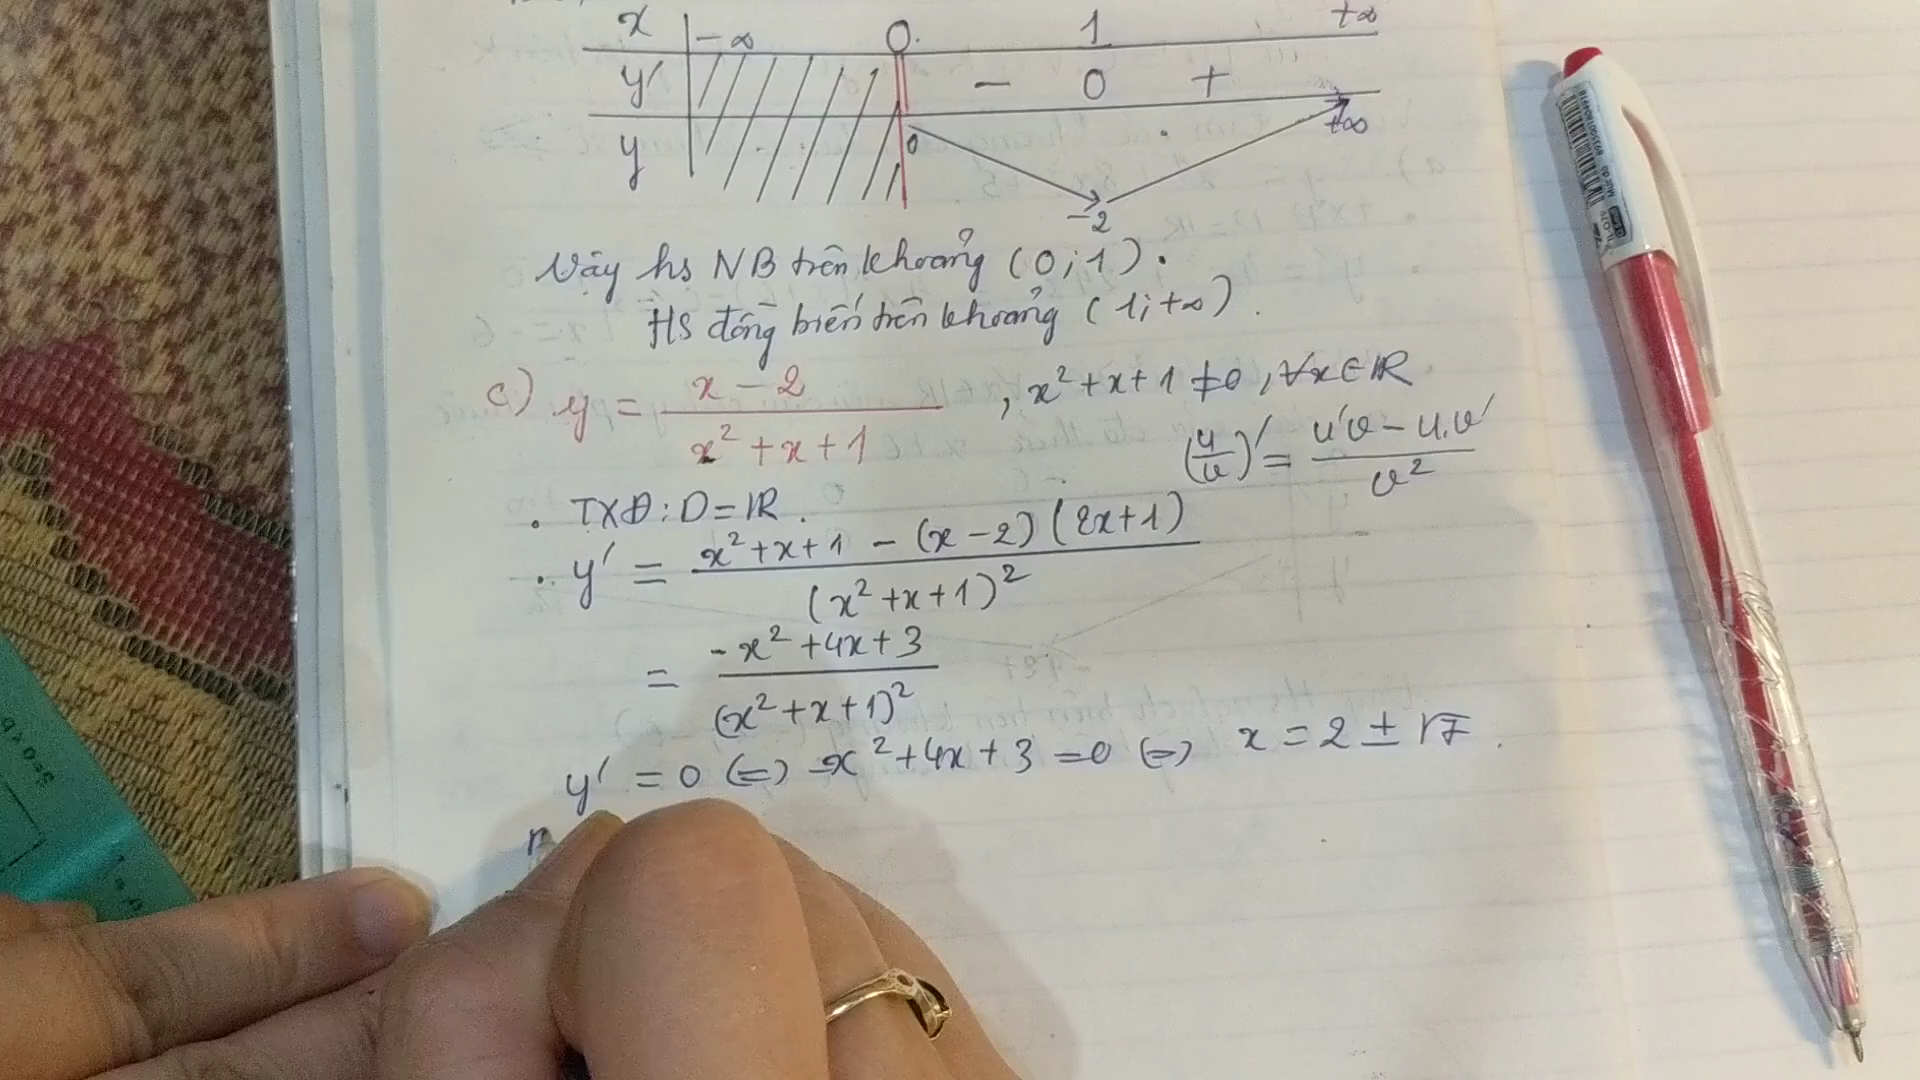 x -∞ 0 1 +∞
y' - 0 +
y 0 -2 +∞
Vậy hs NB trên khoảng (0; 1).
HS đồng biến trên khoảng (1; +∞).
c) y = (x - 2)/(x² + x + 1) , x² + x + 1 ≠ 0, ∀x ∈ ℝ
(u/v)' = (u'v - u.v')/v²
• TXĐ: D = ℝ.
• y' = (x² + x + 1 - (x - 2)(2x + 1))/(x² + x + 1)²
= (-x² + 4x + 3)/(x² + x + 1)²
y' = 0 (=) -x² + 4x + 3 = 0 (=) x = 2 ± √7.